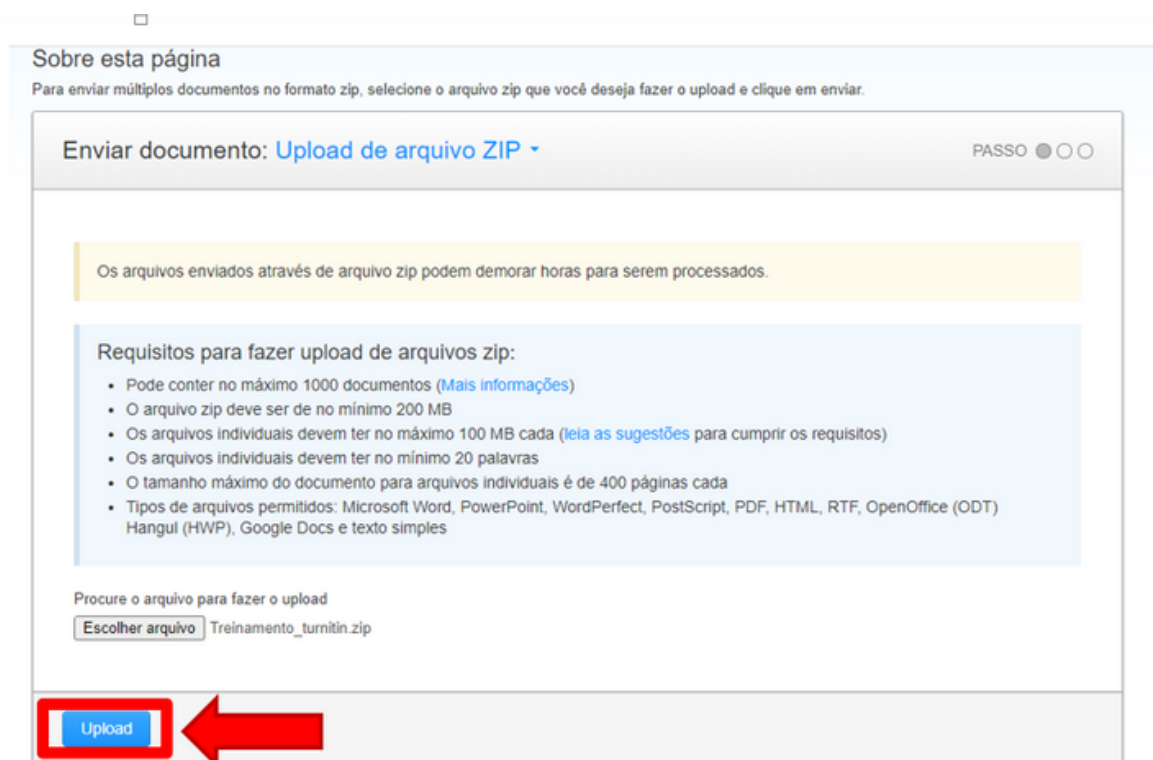 Sobre esta página
Para enviar múltiplos documentos no formato zip, selecione o arquivo zip que você deseja fazer o upload e clique em enviar.
Enviar documento: Upload de arquivo ZIP
PASSO
Os arquivos enviados através de arquivo zip podem demorar horas para serem processados.
Requisitos para fazer upload de arquivos zip:
• Pode conter no máximo 1000 documentos (Mais informações)
• O arquivo zip deve ser de no mínimo 200 MB
• Os arquivos individuais devem ter no máximo 100 MB cada (leia as sugestões para cumprir os requisitos)
• Os arquivos individuais devem ter no mínimo 20 palavras
• O tamanho máximo do documento para arquivos individuais é de 400 páginas cada
• Tipos de arquivos permitidos: Microsoft Word, PowerPoint, WordPerfect, PostScript, PDF, HTML, RTF, OpenOffice (ODT)
Hangul (HWP), Google Docs e texto simples
Procure o arquivo para fazer o upload
Escolher arquivo Treinamento_turnitin.zip
Upload